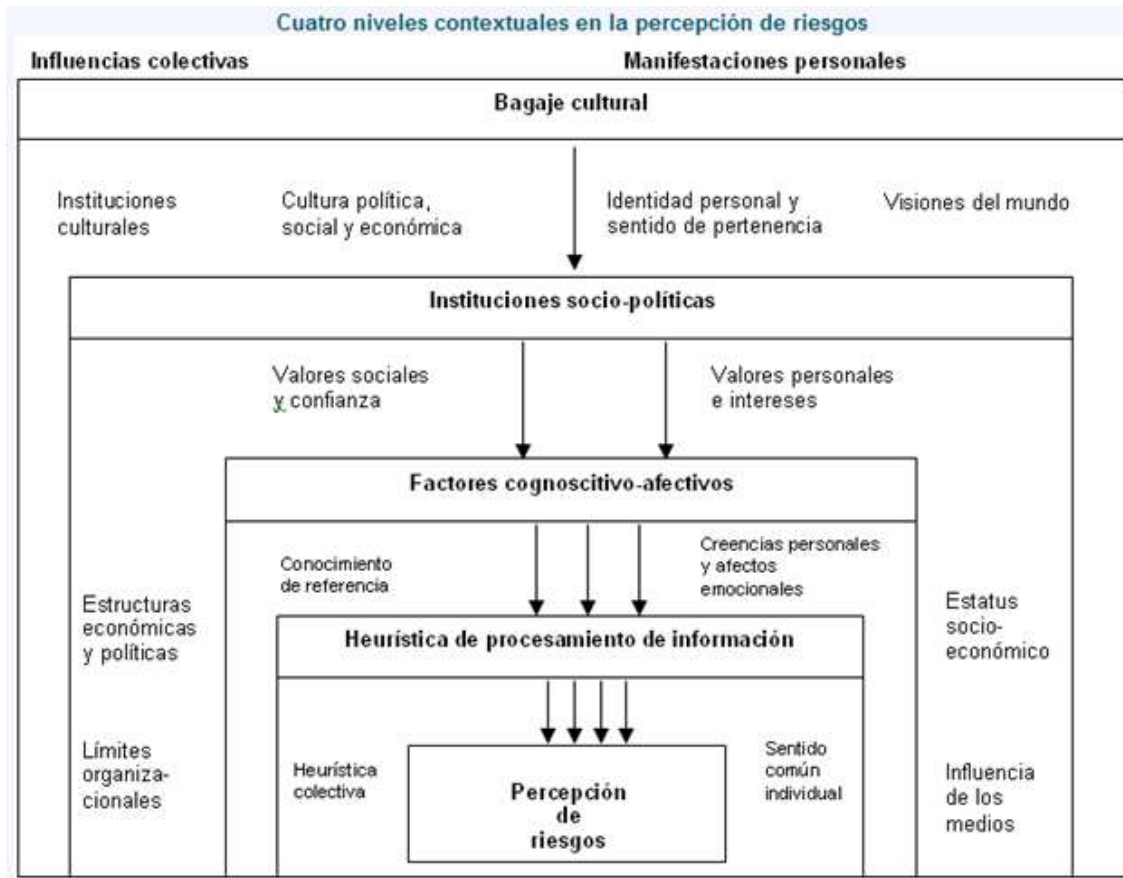 Cuatro niveles contextuales en la percepción de riesgos
Influencias colectivas
Manifestaciones personales
Bagaje cultural
Instituciones
culturales
Cultura política,
social y económica
Identidad personal y
sentido de pertenencia
Visiones del mundo
Instituciones socio-políticas
Valores sociales
y confianza
Valores personales
e intereses
Factores cognoscitivo-afectivos
Conocimiento
de referencia
Creencias personales
y afectos
emocionales
Estructuras
económicas
y políticas
Estatus
socio-
económico
Heurística de procesamiento de información
Límites
organiza-
cionales
Heurística
colectiva
Percepción
de
riesgos
Sentido
común
individual
Influencia
de los
medios